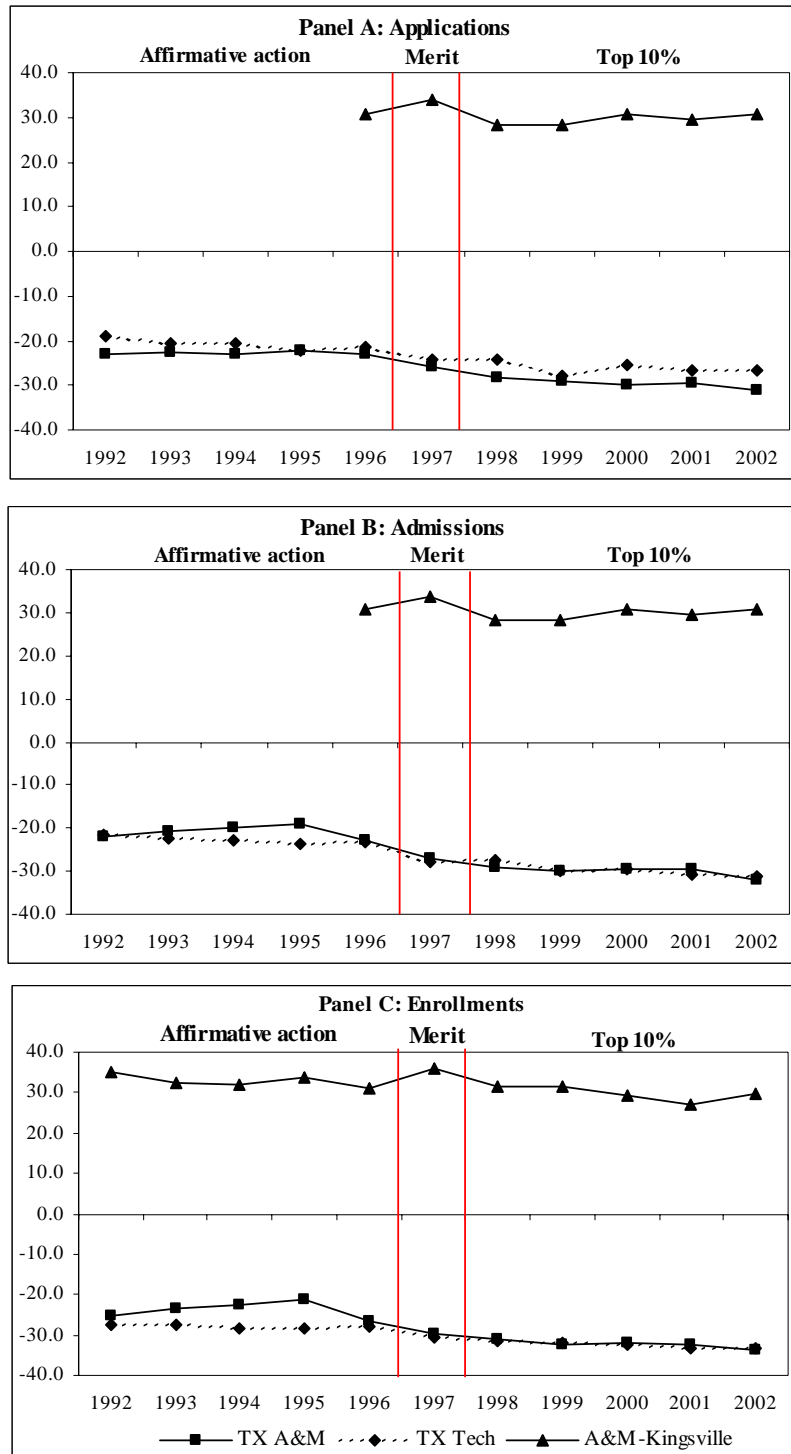 Panel A: Applications
Affirmative action Merit Top 10%
40.0
30.0
20.0
10.0
0.0
-10.0
-20.0
-30.0
-40.0
1992 1993 1994 1995 1996 1997 1998 1999 2000 2001 2002
Panel B: Admissions
Affirmative action Merit Top 10%
40.0
30.0
20.0
10.0
0.0
-10.0
-20.0
-30.0
-40.0
1992 1993 1994 1995 1996 1997 1998 1999 2000 2001 2002
Panel C: Enrollments
Affirmative action Merit Top 10%
40.0
30.0
20.0
10.0
0.0
-10.0
-20.0
-30.0
-40.0
1992 1993 1994 1995 1996 1997 1998 1999 2000 2001 2002
TX A&M TX Tech A&M-Kingsville